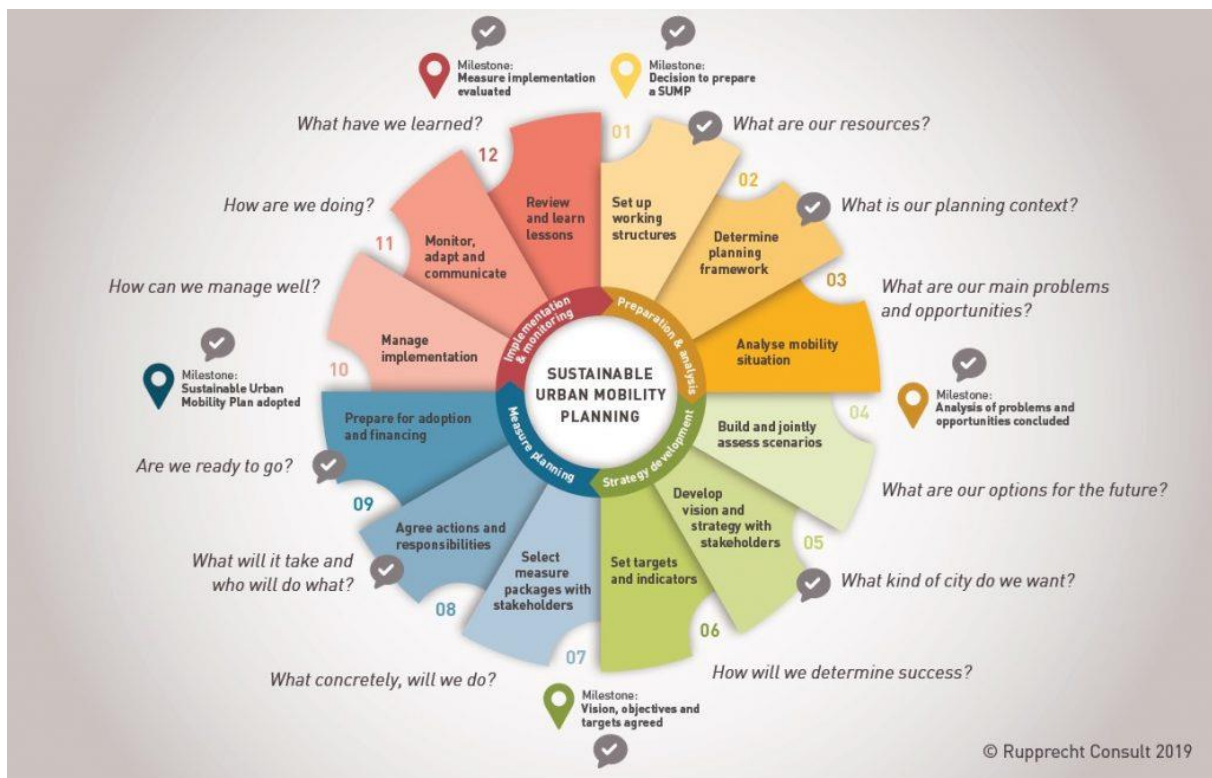 Milestone:
Measure implementation
evaluated
Milestone:
Decision to prepare
a SUMP
What have we learned?
What are our resources?
12
01
Review
and learn
lessons
Set up
working
structures
02
What is our planning context?
Determine
planning
framework
03
What are our main problems
and opportunities?
Analyse mobility
situation
Milestone:
Analysis of problems and
opportunities concluded
04
Build and jointly
assess scenarios
What are our options for the future?
05
Develop
vision and
strategy with
stakeholders
What kind of city do we want?
06
Set targets
and indicators
How will we determine success?
Milestone:
Vision, objectives and
targets agreed
07
Select
measure
packages with
stakeholders
What concretely, will we do?
08
Agree actions and
responsibilities
What will it take and
who will do what?
09
Prepare for adoption
and financing
Are we ready to go?
Milestone:
Sustainable Urban
Mobility Plan adopted
10
Manage
implementation
How can we manage well?
11
Monitor,
adapt and
communicate
How are we doing?
Implementation
& monitoring
Preparation & analysis
Strategy development
Measure planning
SUSTAINABLE
URBAN MOBILITY
PLANNING
© Rupprecht Consult 2019